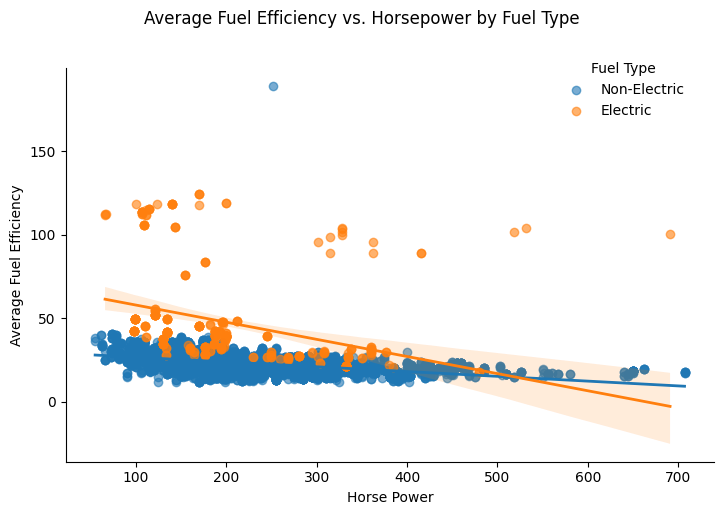 Average Fuel Efficiency vs. Horsepower by Fuel Type
Fuel Type
Non-Electric
Electric
150
100
50
0
Average Fuel Efficiency
100 200 300 400 500 600 700
Horse Power